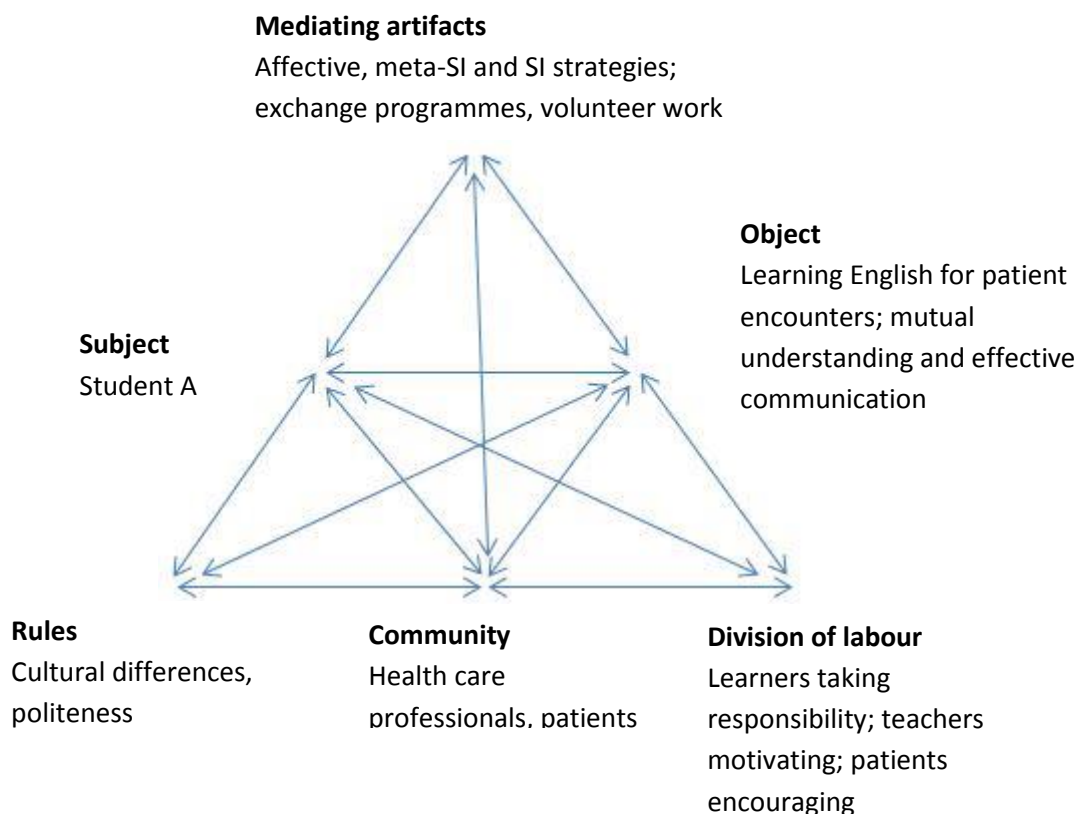 Mediating artifacts
Affective, meta-SI and SI strategies;
exchange programmes, volunteer work
Object
Learning English for patient
encounters; mutual
understanding and effective
communication
Subject
Student A
Rules
Cultural differences,
politeness
Community
Health care
professionals, patients
Division of labour
Learners taking
responsibility; teachers
motivating; patients
encouraging